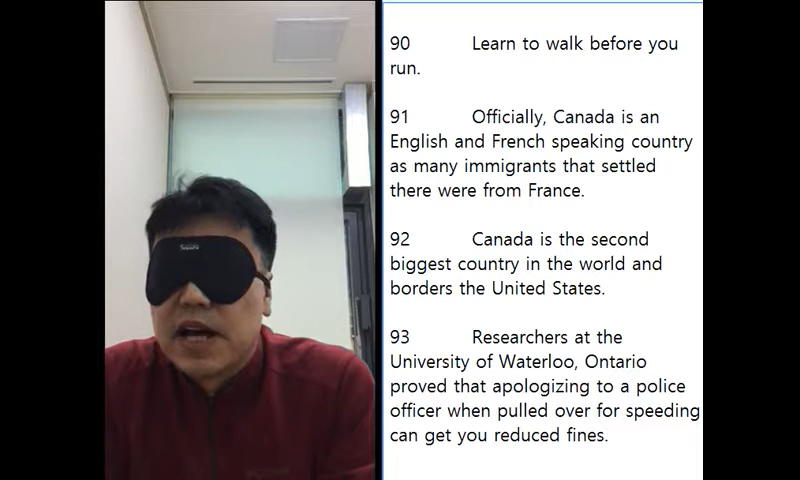 90 Learn to walk before you
run.
91 Officially, Canada is an
English and French speaking country
as many immigrants that settled
there were from France.
92 Canada is the second
biggest country in the world and
borders the United States.
93 Researchers at the
University of Waterloo, Ontario
proved that apologizing to a police
officer when pulled over for speeding
can get you reduced fines.